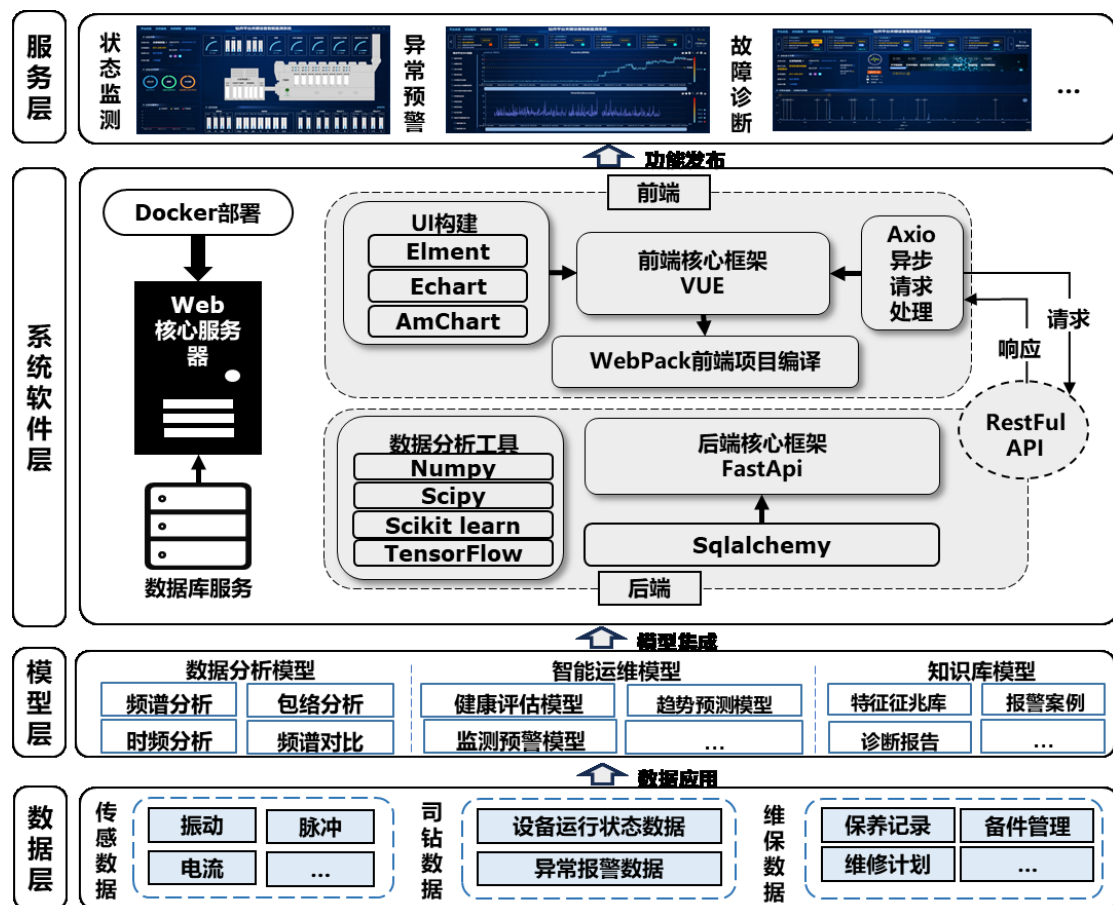 服务层
状态监测
异常预警
故障诊断
...
功能发布
系统软件层
Docker部署
Web
核心服务
器
数据库服务
前端
UI构建
Elment
Echart
AmChart
前端核心框架
VUE
WebPack前端项目编译
Axio
异步
请求
处理
请求
响应
RestFul
API
数据分析工具
Numpy
Scipy
Scikit learn
TensorFlow
后端核心框架
FastApi
Sqlalchemy
后端
模型集成
模型层
数据分析模型
频谱分析
包络分析
时频分析
频谱对比
智能运维模型
健康评估模型
趋势预测模型
监测预警模型
...
知识库模型
特征征兆库
报警案例
诊断报告
...
数据应用
数据层
传感数据
振动
脉冲
电流
...
司钻数据
设备运行状态数据
异常报警数据
维保数据
保养记录
备件管理
维修计划
...